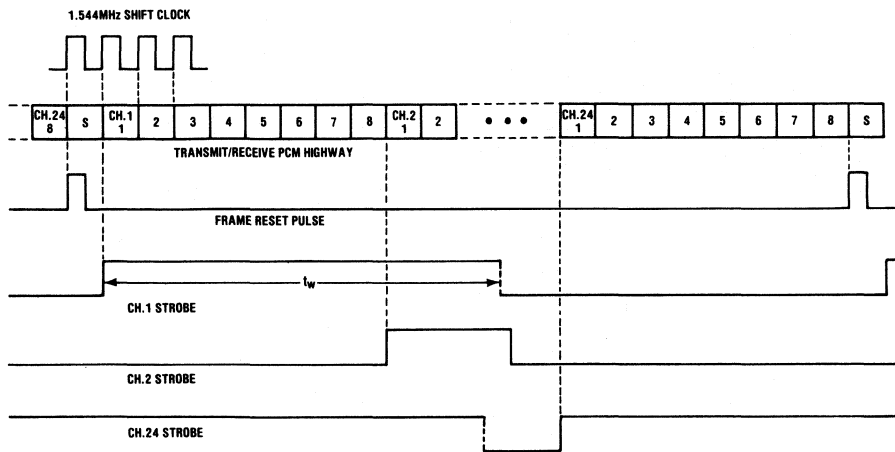 1.544MHz SHIFT CLOCK
CH.24 8 S CH.1 1 2 3 4 5 6 7 8 CH.2 1 2 • • • CH.24 1 2 3 4 5 6 7 8 S
TRANSMIT/RECEIVE PCM HIGHWAY
FRAME RESET PULSE
tw
CH.1 STROBE
CH.2 STROBE
CH.24 STROBE